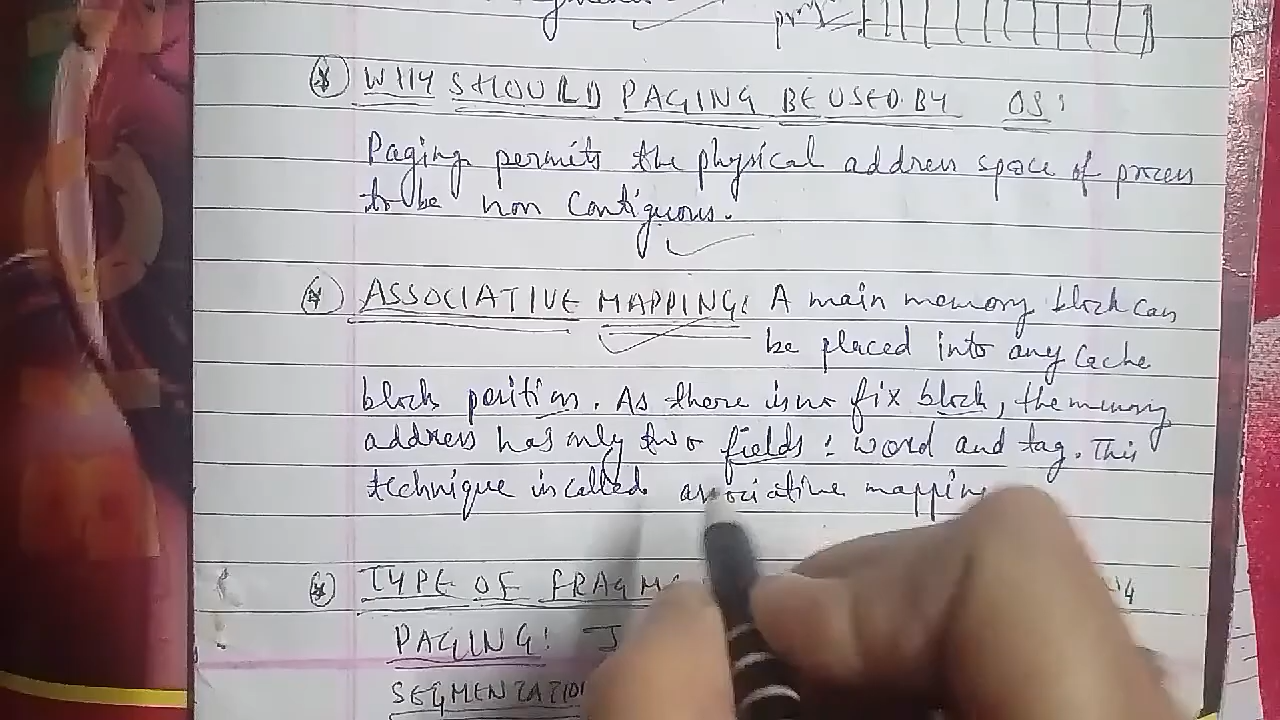 WHY SHOULD PAGING BE USED BY OS:
Paging permits the physical address space of process
to be non contiguous.
ASSOCIATIVE MAPPING: A main memory block can
be placed into any cache
block position. As there is no fix block, the memory
address has only two fields: word and tag. This
technique is called associative mapping
TYPE OF
PAGING:
SEGMENTATION